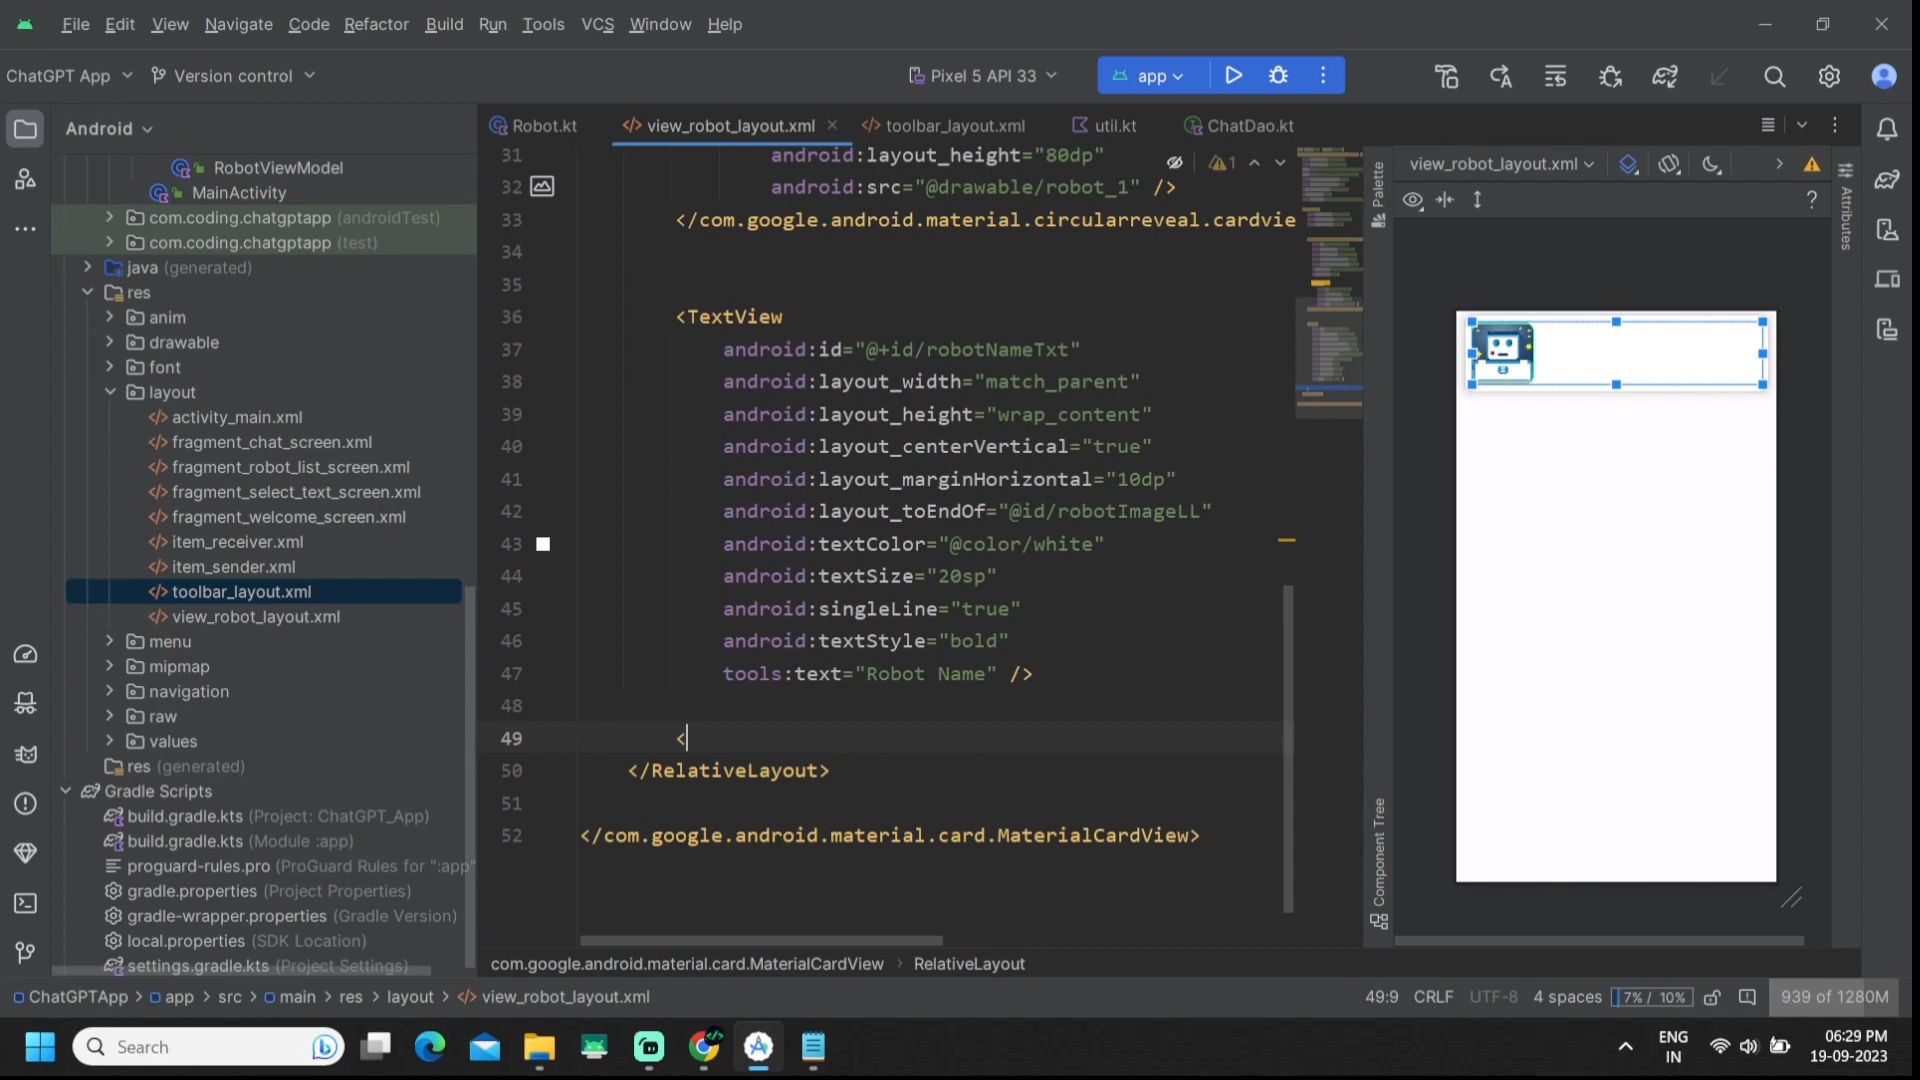 File Edit View Navigate Code Refactor Build Run Tools VCS Window Help
ChatGPT App Version control Pixel 5 API 33 app
Android
RobotViewModel
MainActivity
com.coding.chatgptapp (androidTest)
com.coding.chatgptapp (test)
java (generated)
res
anim
drawable
font
layout
activity_main.xml
fragment_chat_screen.xml
fragment_robot_list_screen.xml
fragment_select_text_screen.xml
fragment_welcome_screen.xml
item_receiver.xml
item_sender.xml
toolbar_layout.xml
view_robot_layout.xml
menu
mipmap
navigation
raw
values
res (generated)
Gradle Scripts
build.gradle.kts (Project: ChatGPT_App)
build.gradle.kts (Module :app)
proguard-rules.pro (ProGuard Rules for ":app"
gradle.properties (Project Properties)
gradle-wrapper.properties (Gradle Version)
local.properties (SDK Location)
settings.gradle.kts (Project Settings)
Robot.kt view_robot_layout.xml toolbar_layout.xml util.kt ChatDao.kt
31 android:layout_height="80dp" 1
32 android:src="@drawable/robot_1" />
33 </com.google.android.material.circularreveal.cardvie
34
35
36 <TextView
37 android:id="@+id/robotNameTxt"
38 android:layout_width="match_parent"
39 android:layout_height="wrap_content"
40 android:layout_centerVertical="true"
41 android:layout_marginHorizontal="10dp"
42 android:layout_toEndOf="@id/robotImageLL"
43 android:textColor="@color/white"
44 android:textSize="20sp"
45 android:singleLine="true"
46 android:textStyle="bold"
47 tools:text="Robot Name" />
48
49 <
50 </RelativeLayout>
51
52 </com.google.android.material.card.MaterialCardView>
com.google.android.material.card.MaterialCardView › RelativeLayout
Palette
Component Tree
view_robot_layout.xml
?
Attributes
ChatGPTApp › app › src › main › res › layout › view_robot_layout.xml
49:9 CRLF UTF-8 4 spaces 7% / 10% 939 of 1280M
Search
ENG
IN
06:29 PM
19-09-2023